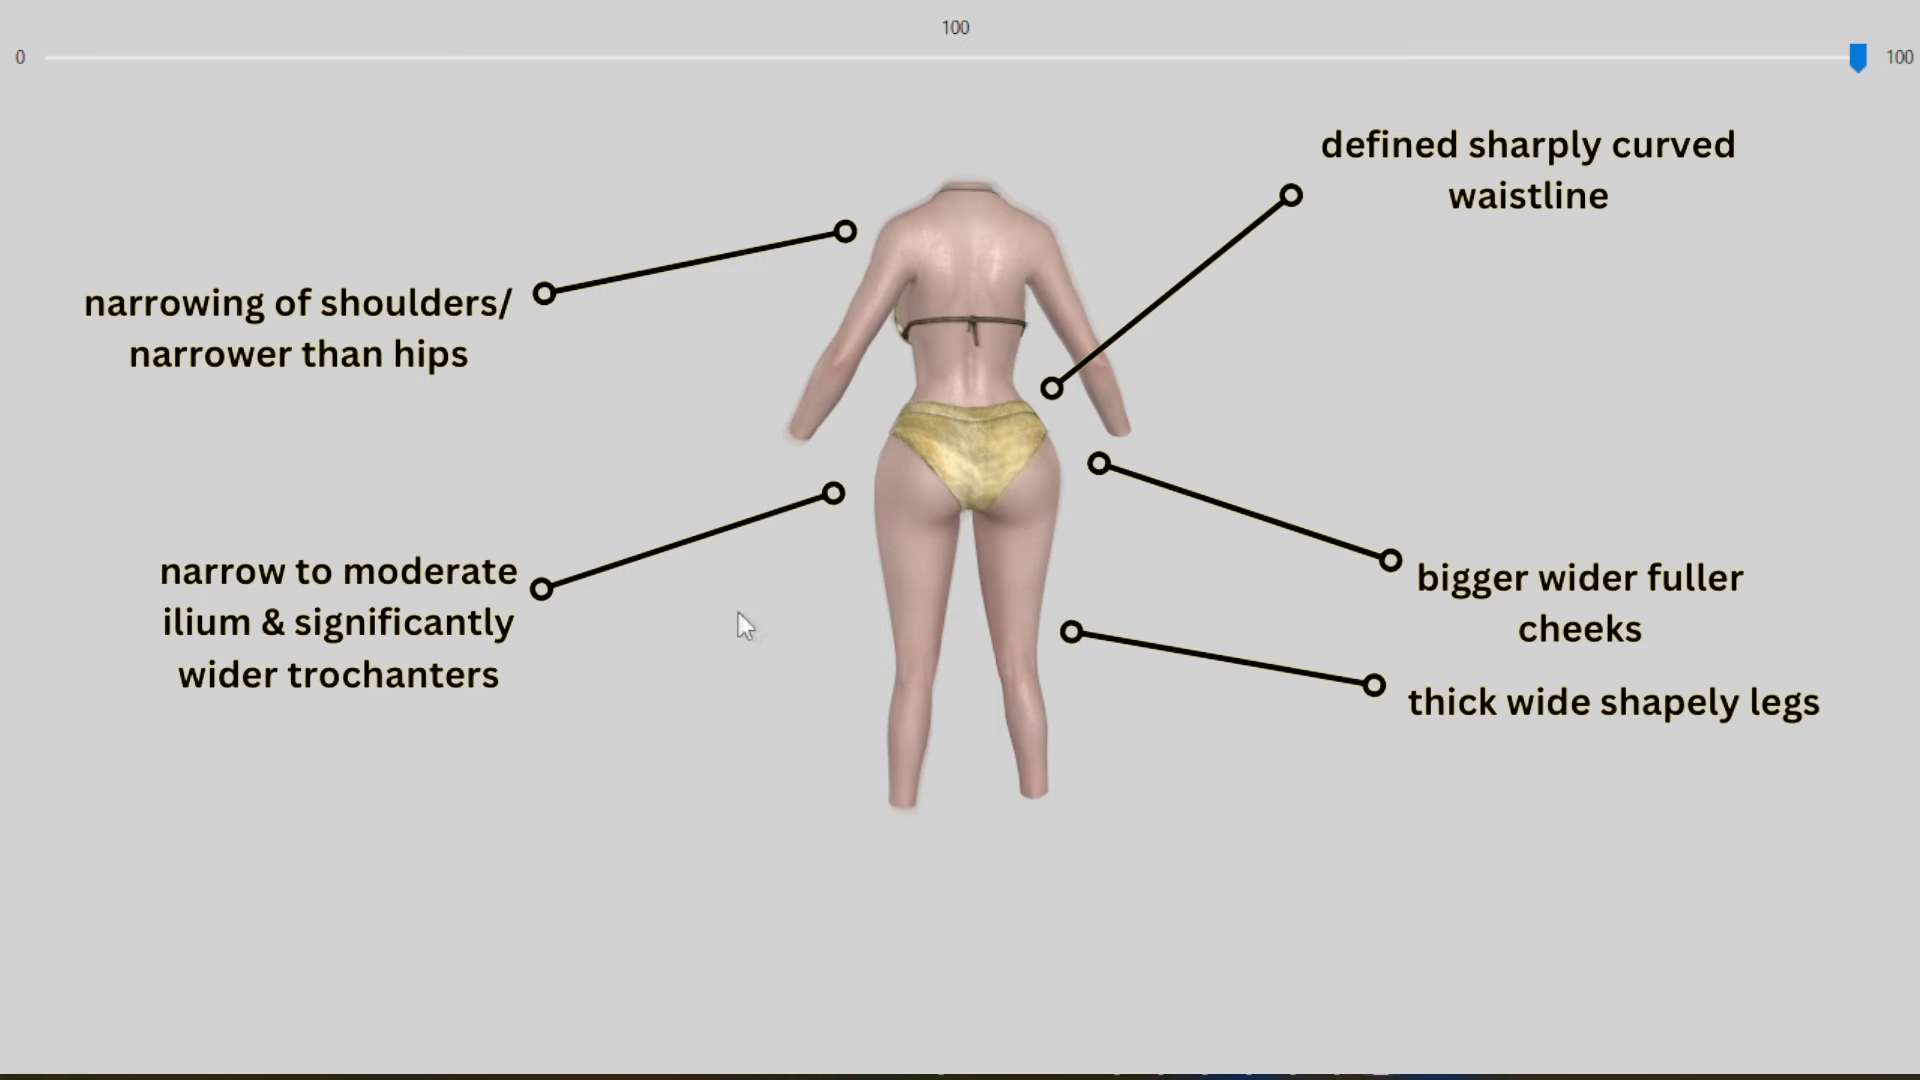 100
0
100
defined sharply curved
waistline
narrowing of shoulders/
narrower than hips
narrow to moderate
ilium & significantly
wider trochanters
bigger wider fuller
cheeks
thick wide shapely legs